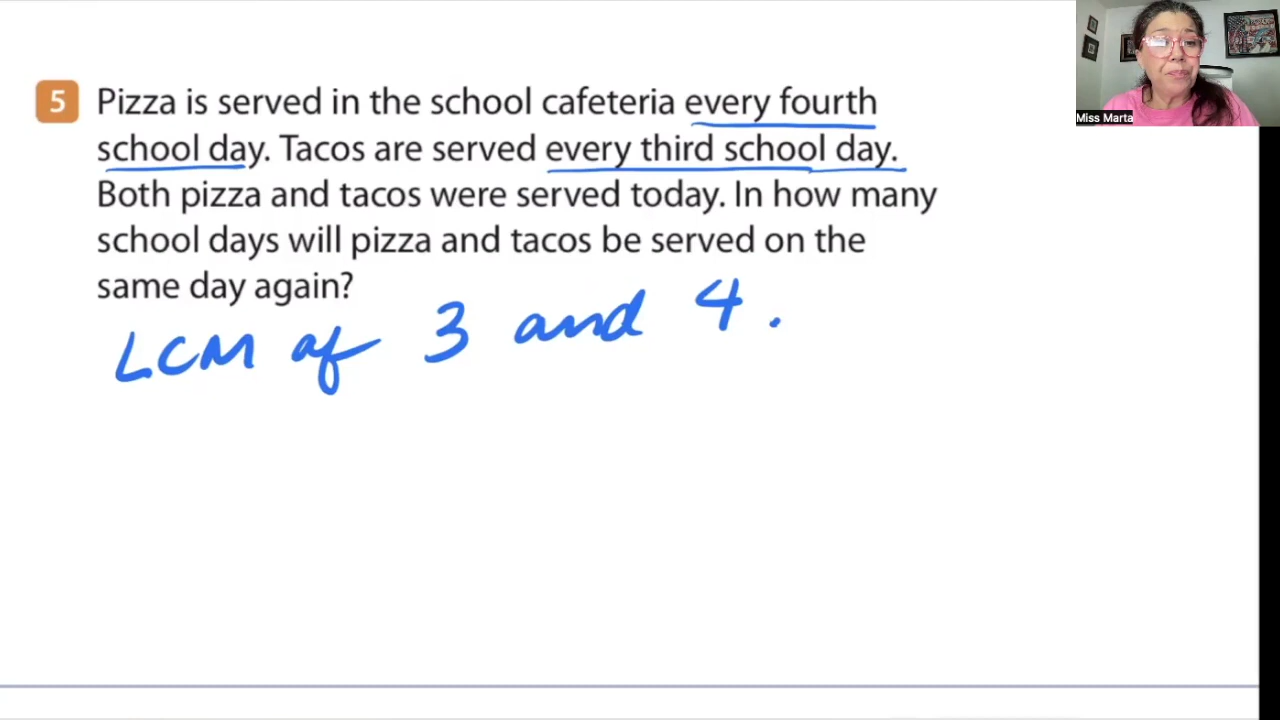 5 Pizza is served in the school cafeteria every fourth
school day. Tacos are served every third school day.
Both pizza and tacos were served today. In how many
school days will pizza and tacos be served on the
same day again?
LCM of 3 and 4.
Miss Marta